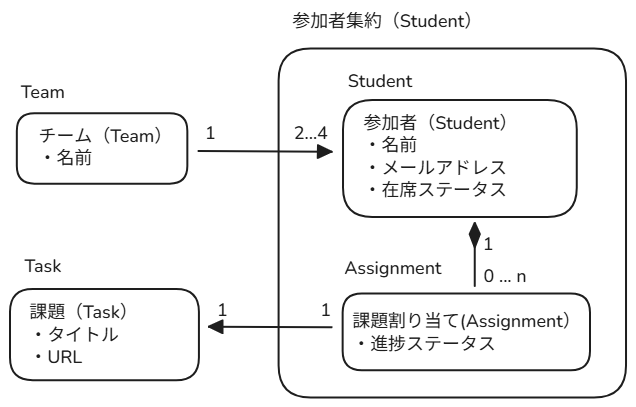 参加者集約（Student）
Team
チーム（Team）
・名前
1
2...4
Student
参加者（Student）
・名前
・メールアドレス
・在席ステータス
1
0 ... n
Task
課題（Task）
・タイトル
・URL
1
1
Assignment
課題割り当て(Assignment）
・進捗ステータス